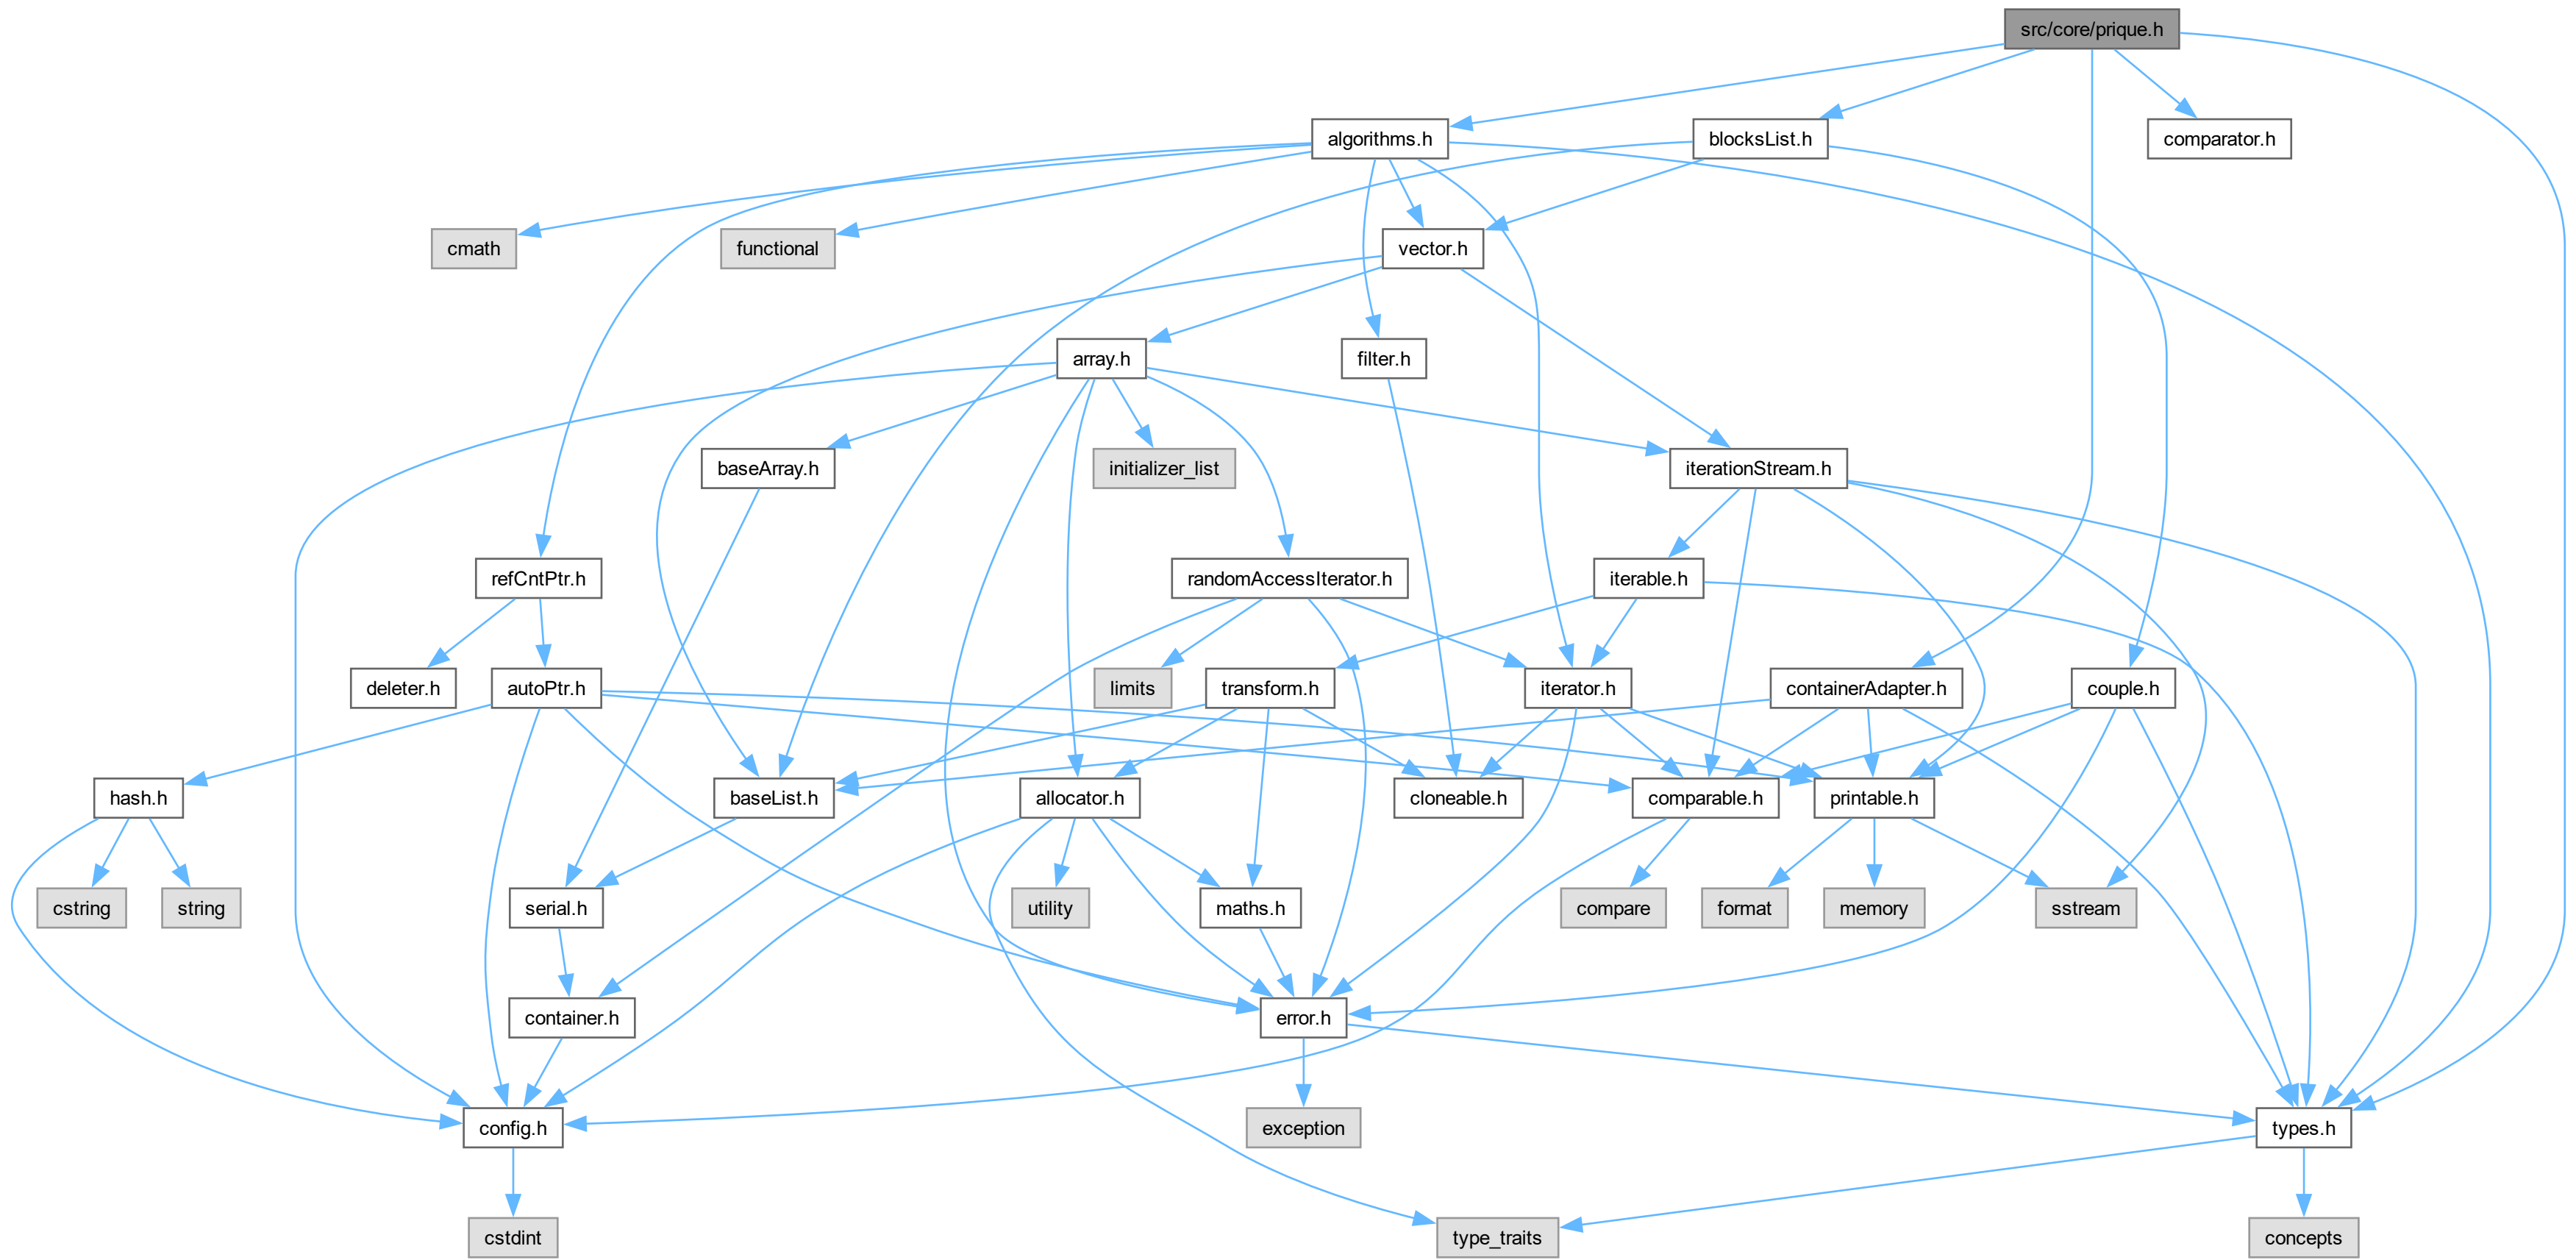 src/core/prique.h
algorithms.h
blocksList.h
comparator.h
cmath
functional
vector.h
array.h
filter.h
baseArray.h
initializer_list
iterationStream.h
refCntPtr.h
randomAccessIterator.h
iterable.h
deleter.h
autoPtr.h
limits
transform.h
iterator.h
containerAdapter.h
couple.h
hash.h
baseList.h
allocator.h
cloneable.h
comparable.h
printable.h
cstring
string
serial.h
utility
maths.h
compare
format
memory
sstream
container.h
error.h
config.h
exception
types.h
cstdint
type_traits
concepts